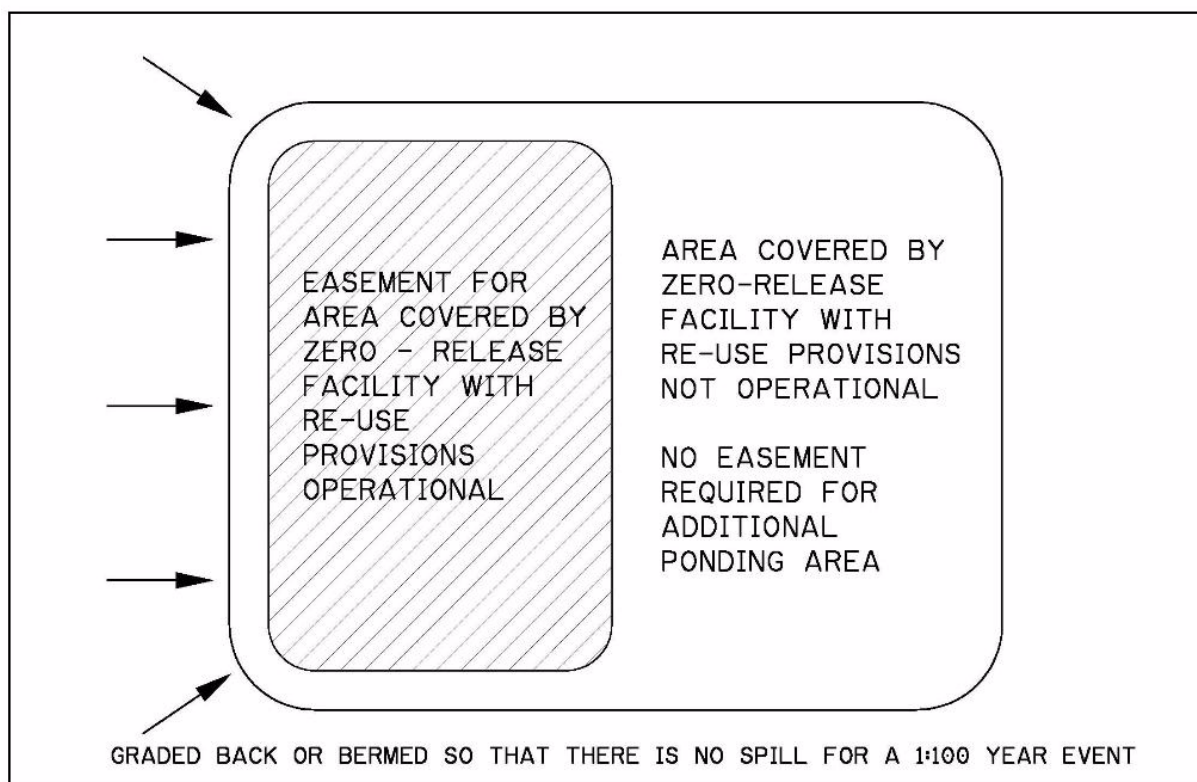 EASEMENT FOR
AREA COVERED BY
ZERO - RELEASE
FACILITY WITH
RE-USE
PROVISIONS
OPERATIONAL
AREA COVERED BY
ZERO-RELEASE
FACILITY WITH
RE-USE PROVISIONS
NOT OPERATIONAL
NO EASEMENT
REQUIRED FOR
ADDITIONAL
PONDING AREA
GRADED BACK OR BERMED SO THAT THERE IS NO SPILL FOR A 1:100 YEAR EVENT